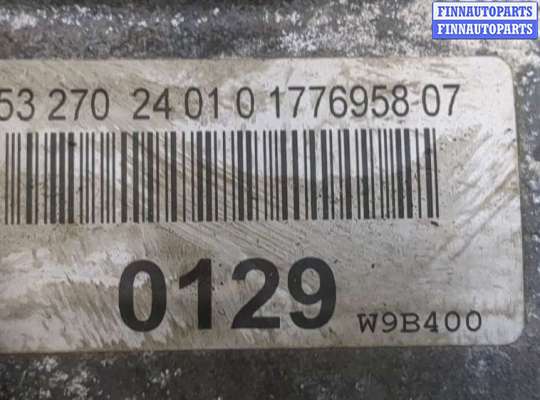 FINNAUTOPARTS
FINNAUTOPARTS
53 270 24 01 0 1776958 07
0129 W9B400